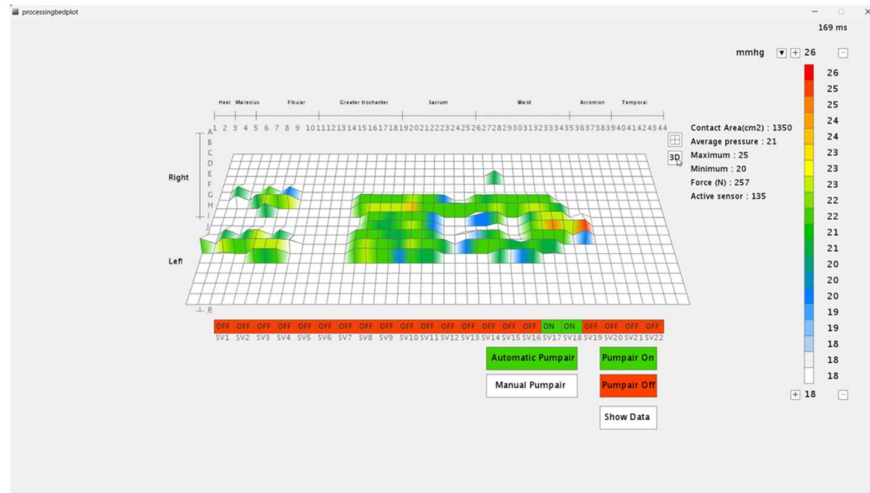 processingbedplot
169 ms
mmhg ▼ + 26 -
26
25
25
24
24
23
23
23
22
22
21
21
20
20
20
19
19
18
18
18
+ 18 -
Heel Maleolus Fibular Greater trochanter Sacrum Waist Acromion Temporal
1 2 3 4 5 6 7 8 9 10 11 12 13 14 15 16 17 18 19 20 21 22 23 24 25 26 27 28 29 30 31 32 33 34 35 36 37 38 39 40 41 42 43 44
A
B
C
D
E
F
G
H
I
J
R
Right
Left
3D
Contact Area(cm2) : 1350
Average pressure : 21
Maximum : 25
Minimum : 20
Force (N) : 257
Active sensor : 135
OFF OFF OFF OFF OFF OFF OFF OFF OFF OFF OFF OFF OFF OFF OFF OFF ON ON OFF OFF OFF OFF
SV1 SV2 SV3 SV4 SV5 SV6 SV7 SV8 SV9 SV10 SV11 SV12 SV13 SV14 SV15 SV16 SV17 SV18 SV19 SV20 SV21 SV22
Automatic Pumpair Pumpair On
Manual Pumpair Pumpair Off
Show Data